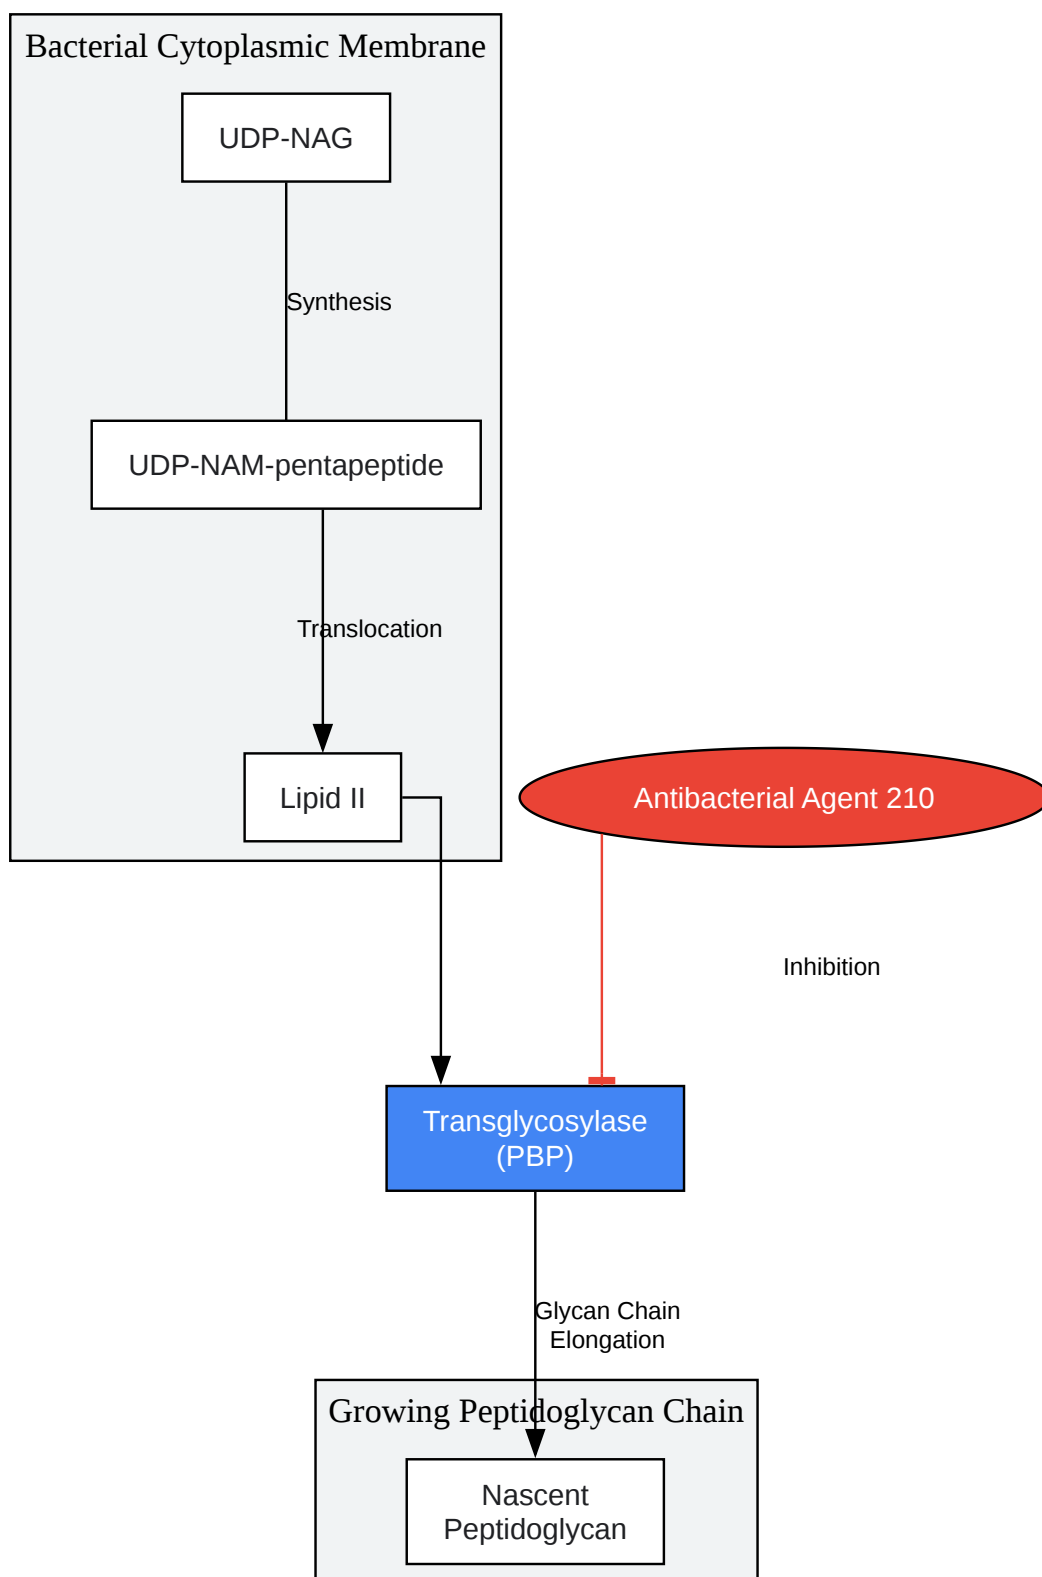 Bacterial Cytoplasmic Membrane
UDP-NAG
Synthesis
UDP-NAM-pentapeptide
Translocation
Lipid II
Antibacterial Agent 210
Inhibition
Transglycosylase
(PBP)
Glycan Chain
Elongation
Growing Peptidoglycan Chain
Nascent
Peptidoglycan